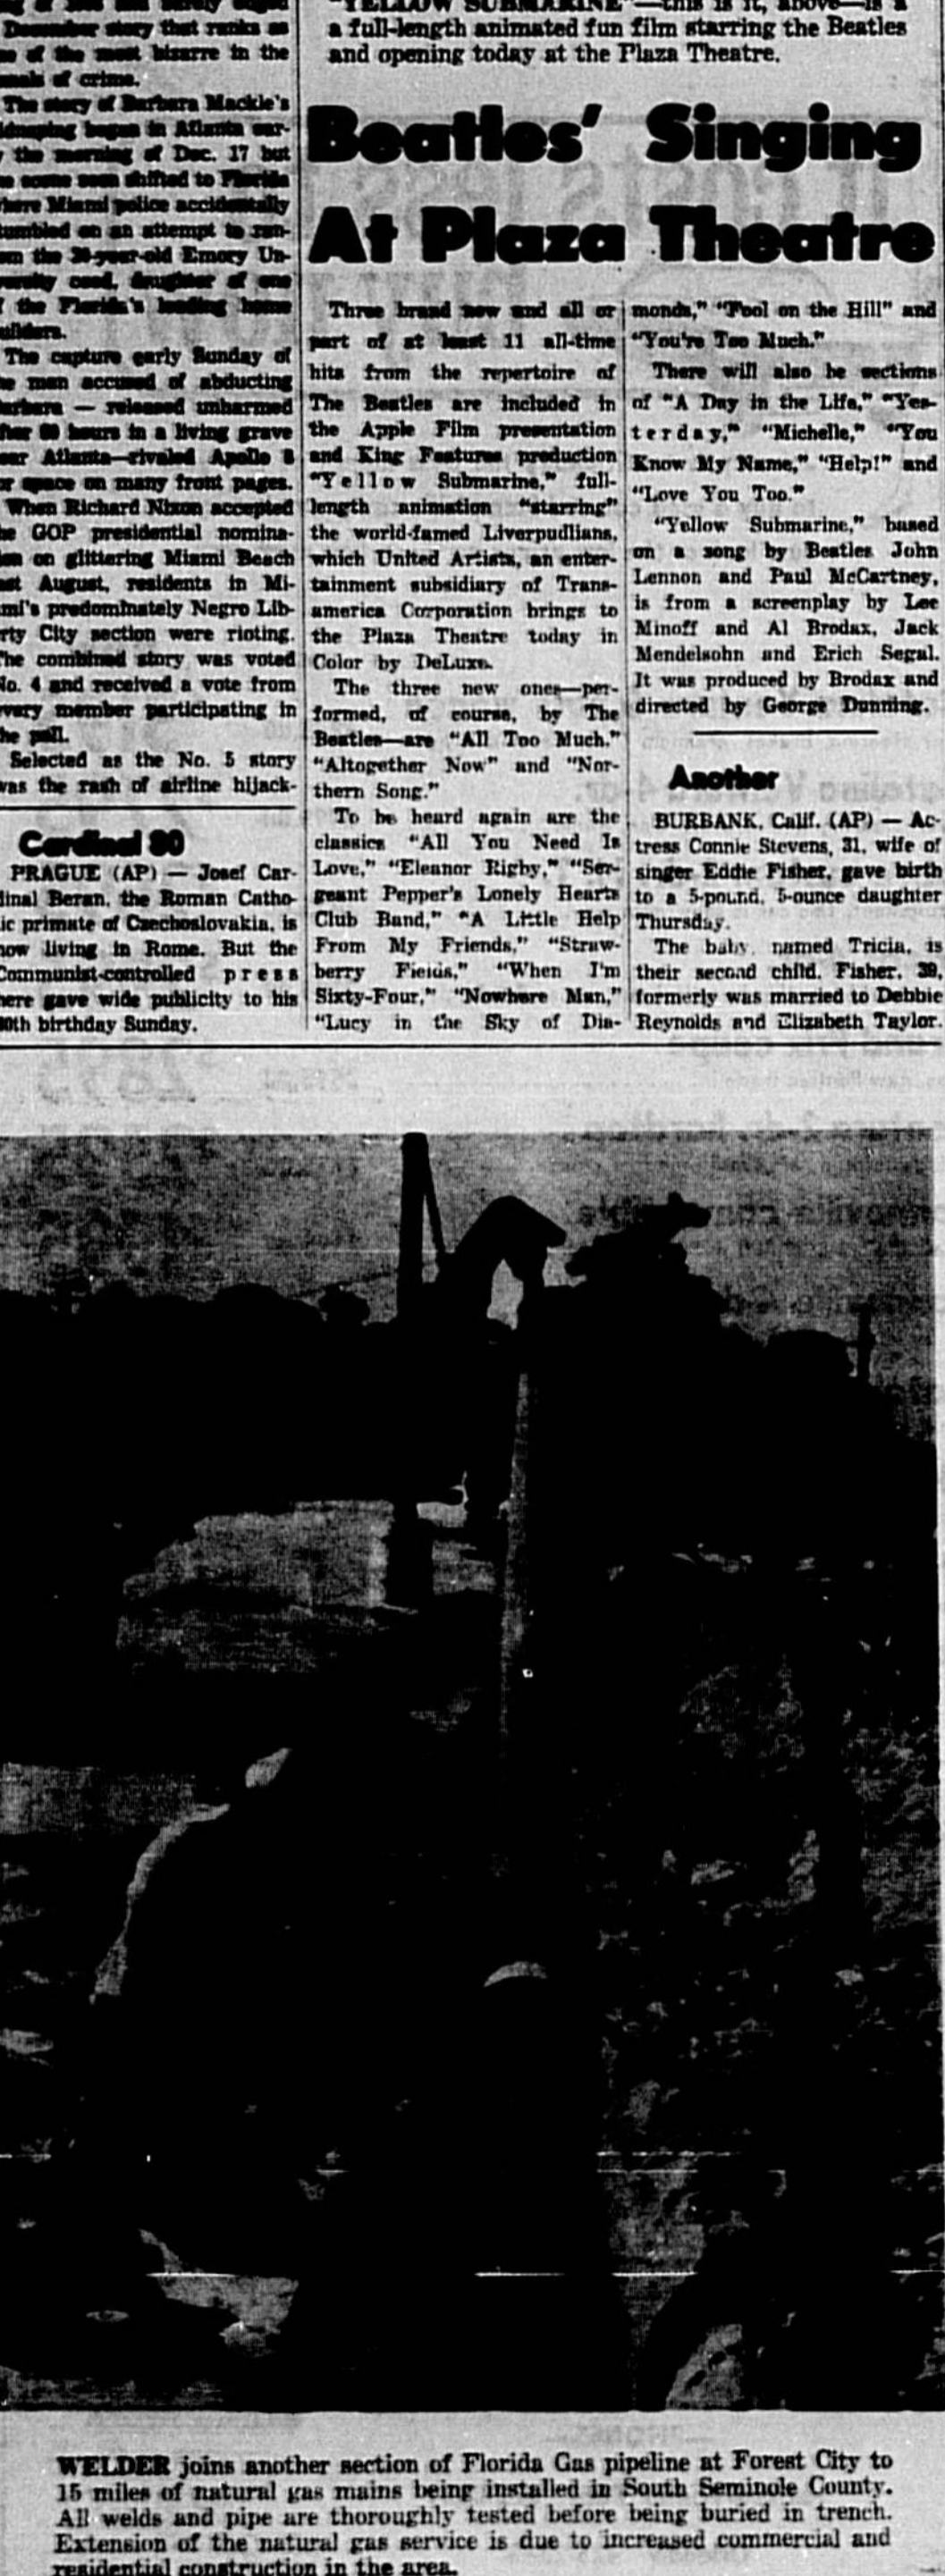 December story that ranks as
of the most bizarre in the
of crime.
The story of Barbara Mackle's
began in Atlanta ear-
the morning of Dec. 17 but
scene soon shifted to Florida
where Miami police accidentally
tumbled on an attempt to ran-
the 20-year-old Emory Un-
coed, daughter of one
the Florida's leading home
uilders.
The capture early Sunday of
he man accused of abducting
arbara — released unharmed
fter 80 hours in a living grave
ear Atlanta—rivaled Apollo 8
or space on many front pages.
When Richard Nixon accepted
he GOP presidential nomina-
on glittering Miami Beach
ast August, residents in Mi-
mi's predominately Negro Lib-
rty City section were rioting.
The combined story was voted
No. 4 and received a vote from
very member participating in
he poll.
Selected as the No. 5 story
was the rash of airline hijack-
Cardinal 80
PRAGUE (AP) — Josef Car-
dinal Beran, the Roman Catho-
ic primate of Czechoslovakia, is
now living in Rome. But the
Communist-controlled press
here gave wide publicity to his
80th birthday Sunday.
"YELLOW SUBMARINE"—this is it, above—is a
a full-length animated fun film starring the Beatles
and opening today at the Plaza Theatre.
Beatles' Singing
At Plaza Theatre
Three brand new and all or
part of at least 11 all-time
hits from the repertoire of
The Beatles are included in
the Apple Film presentation
and King Features production
"Yellow Submarine," full-
length animation "starring"
the world-famed Liverpudlians,
which United Artists, an enter-
tainment subsidiary of Trans-
america Corporation brings to
the Plaza Theatre today in
Color by DeLuxe.
The three new ones—per-
formed, of course, by The
Beatles—are "All Too Much."
"Altogether Now" and "Nor-
thern Song."
To be heard again are the
classics "All You Need Is
Love," "Eleanor Rigby," "Ser-
geant Pepper's Lonely Hearts
Club Band," "A Little Help
From My Friends," "Straw-
berry Fields," "When I'm
Sixty-Four," "Nowhere Man,"
"Lucy in the Sky of Dia-
monds," "Fool on the Hill" and
"You're Too Much."
There will also be sections
of "A Day in the Life," "Yes-
terday," "Michelle," "You
Know My Name," "Help!" and
"Love You Too."
"Yellow Submarine," based
on a song by Beatles John
Lennon and Paul McCartney,
is from a screenplay by Lee
Minoff and Al Brodax, Jack
Mendelsohn and Erich Segal.
It was produced by Brodax and
directed by George Dunning.
Another
BURBANK, Calif. (AP) — Ac-
tress Connie Stevens, 31, wife of
singer Eddie Fisher, gave birth
to a 5-pound, 5-ounce daughter
Thursday.
The baby, named Tricia, is
their second child. Fisher, 39,
formerly was married to Debbie
Reynolds and Elizabeth Taylor.
WELDER joins another section of Florida Gas pipeline at Forest City to
15 miles of natural gas mains being installed in South Seminole County.
All welds and pipe are thoroughly tested before being buried in trench.
Extension of the natural gas service is due to increased commercial and
residential construction in the area.